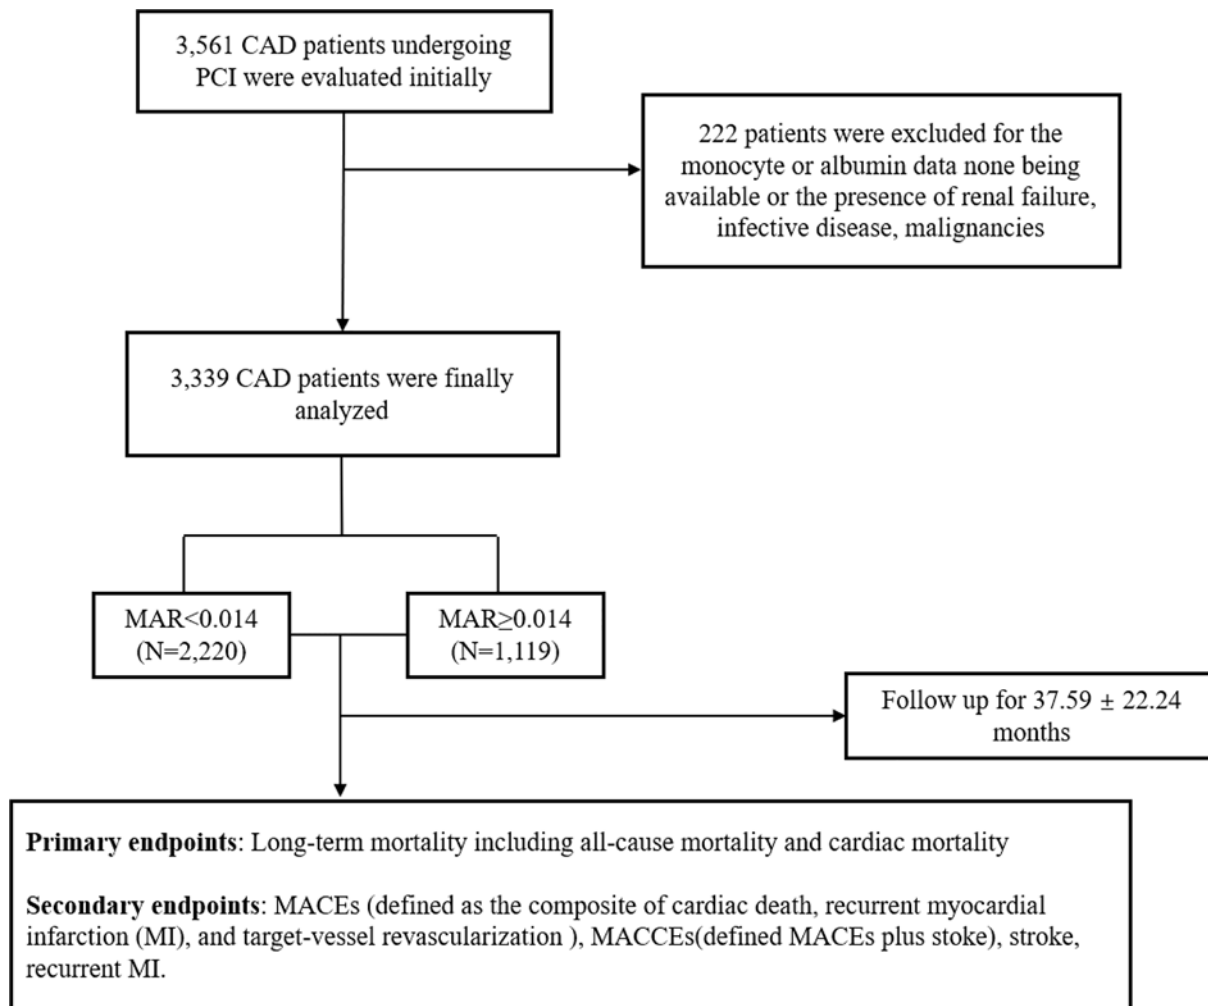 3,561 CAD patients undergoing
PCI were evaluated initially
222 patients were excluded for the
monocyte or albumin data none being
available or the presence of renal failure,
infective disease, malignancies
3,339 CAD patients were finally
analyzed
MAR<0.014
(N=2,220)
MAR≥0.014
(N=1,119)
Follow up for 37.59 ± 22.24
months
Primary endpoints: Long-term mortality including all-cause mortality and cardiac mortality
Secondary endpoints: MACEs (defined as the composite of cardiac death, recurrent myocardial
infarction (MI), and target-vessel revascularization ), MACCEs(defined MACEs plus stoke), stroke,
recurrent MI.